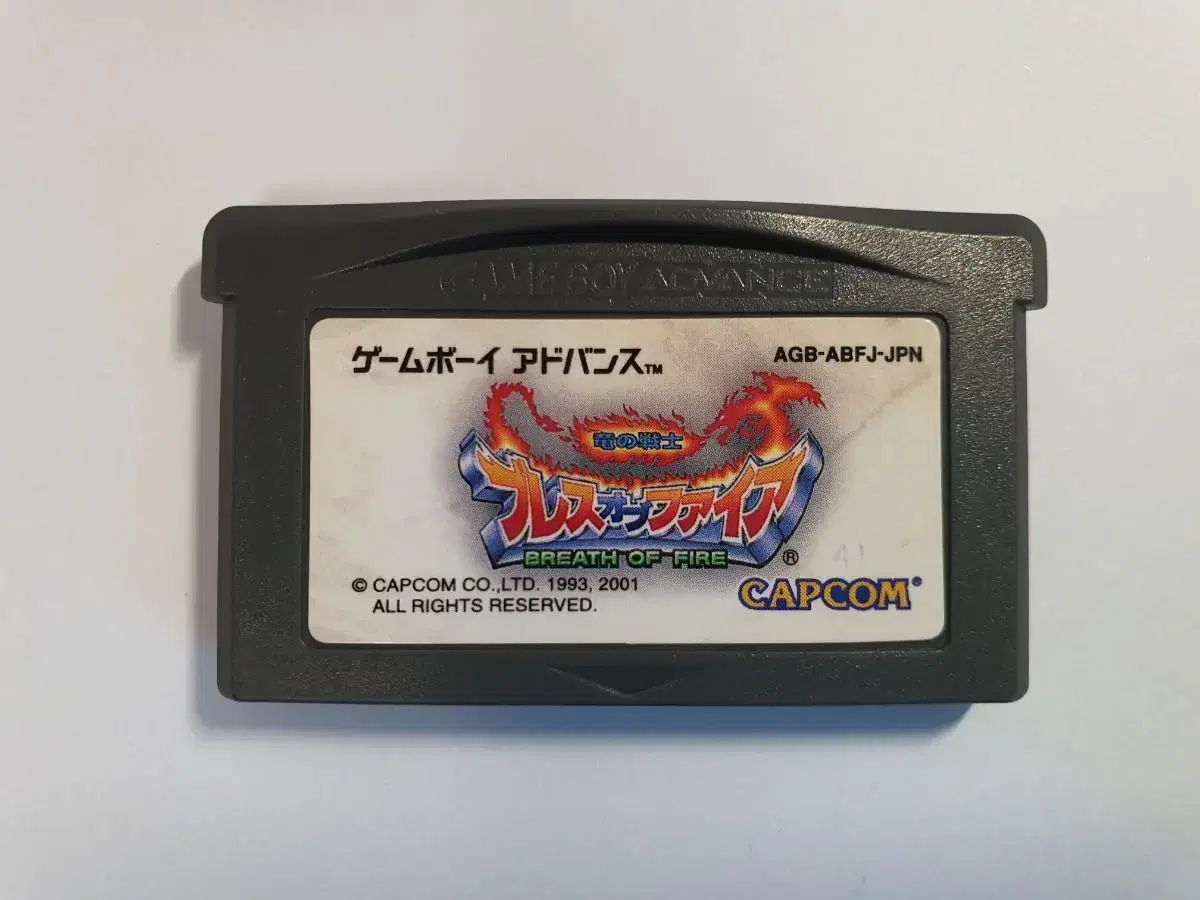 GAME BOY ADVANCE
ゲームボーイ アドバンス™
AGB-ABFJ-JPN
竜の戦士
ブレス オブ ファイア
BREATH OF FIRE ®
41
© CAPCOM CO.,LTD. 1993, 2001
ALL RIGHTS RESERVED.
CAPCOM®